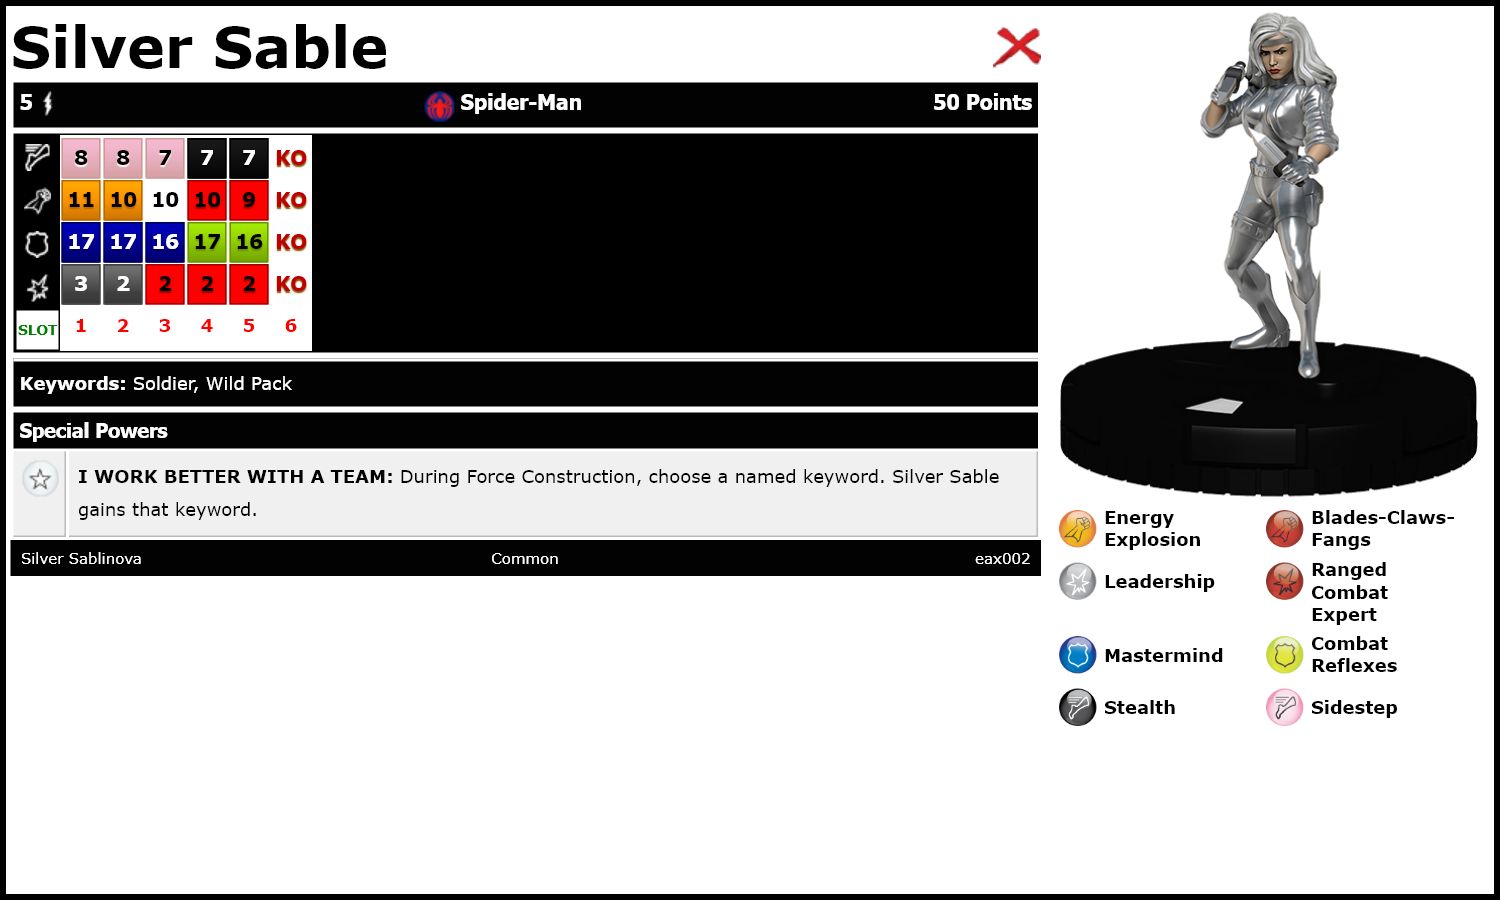 Silver Sable
5 Spider-Man 50 Points
8 8 7 7 7 KO
11 10 10 10 9 KO
17 17 16 17 16 KO
3 2 2 2 2 KO
SLOT 1 2 3 4 5 6
Keywords: Soldier, Wild Pack
Special Powers
I WORK BETTER WITH A TEAM: During Force Construction, choose a named keyword. Silver Sable
gains that keyword.
Silver Sablinova Common eax002
Energy
Explosion
Blades-Claws-
Fangs
Leadership
Ranged
Combat
Expert
Mastermind
Combat
Reflexes
Stealth
Sidestep